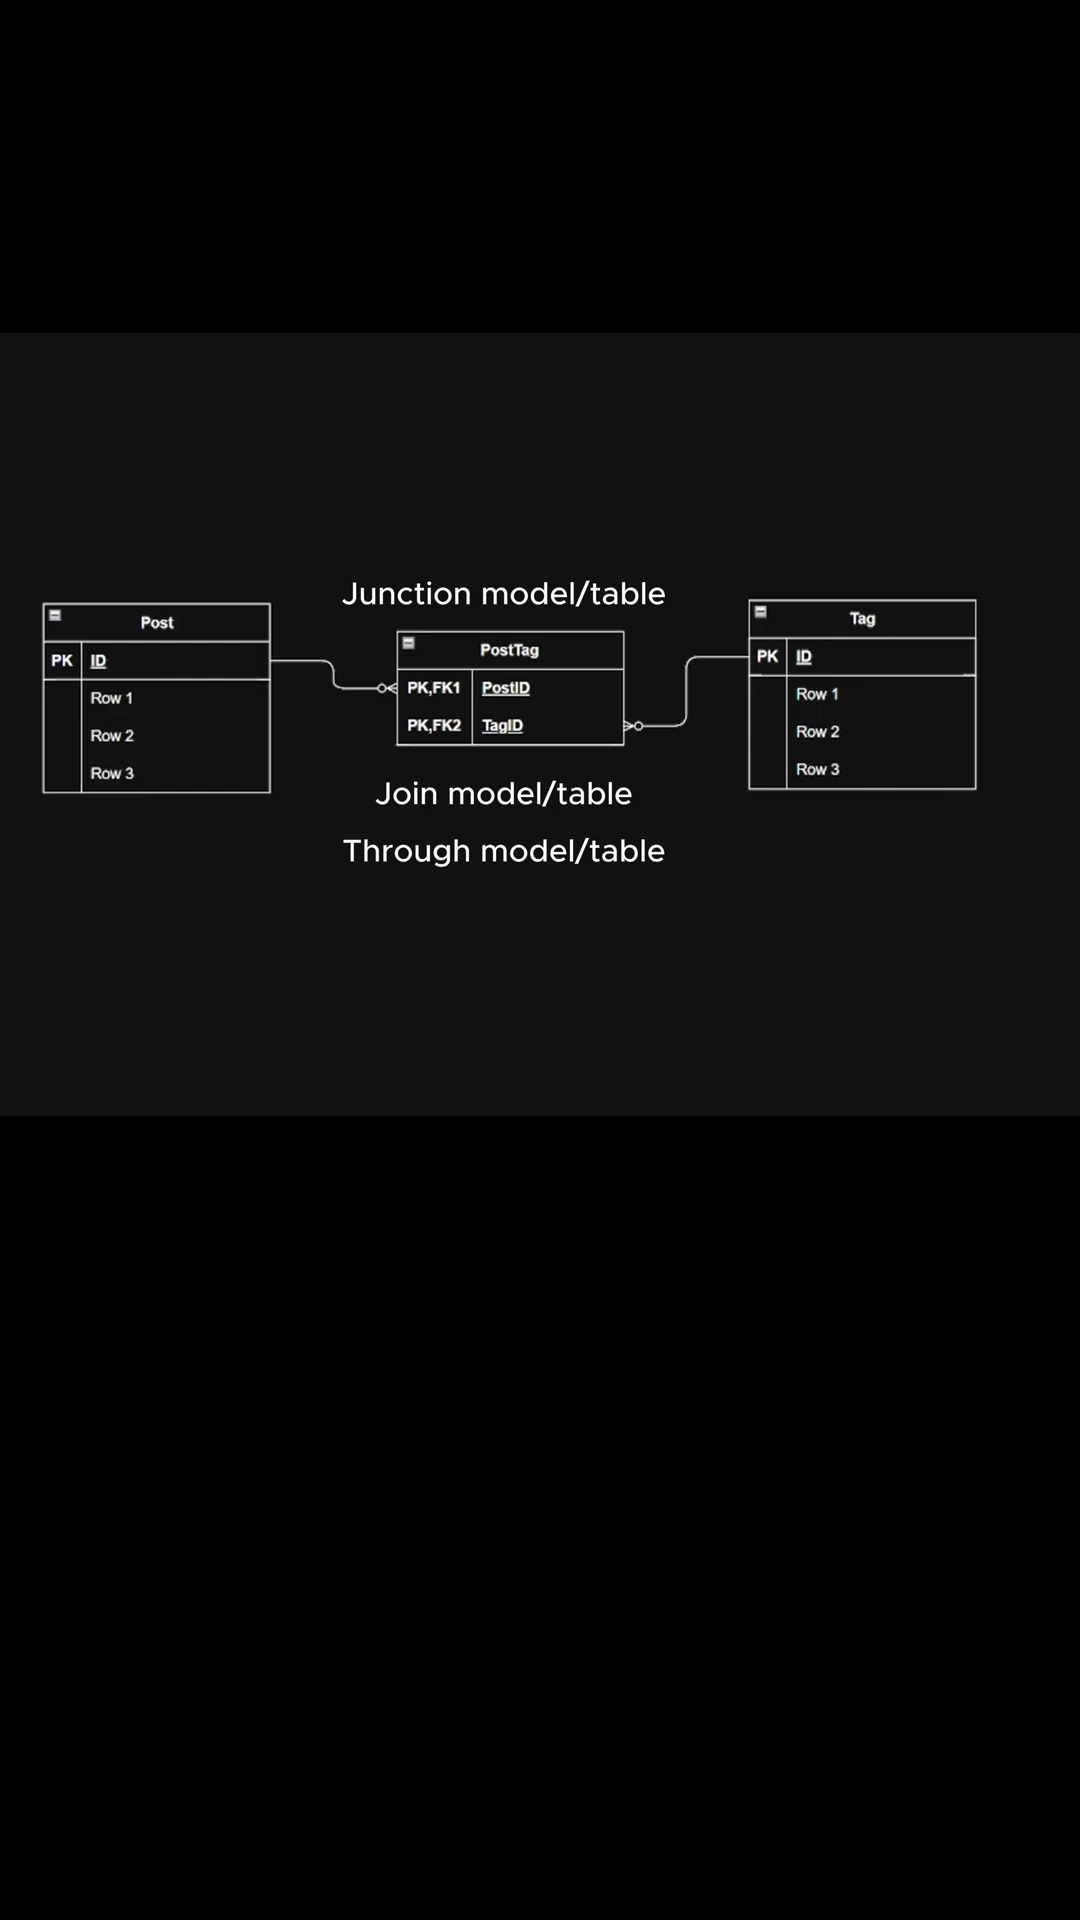 Junction model/table
Post
PK ID
Row 1
Row 2
Row 3
PostTag
PK,FK1 PostID
PK,FK2 TagID
Tag
PK ID
Row 1
Row 2
Row 3
Join model/table
Through model/table